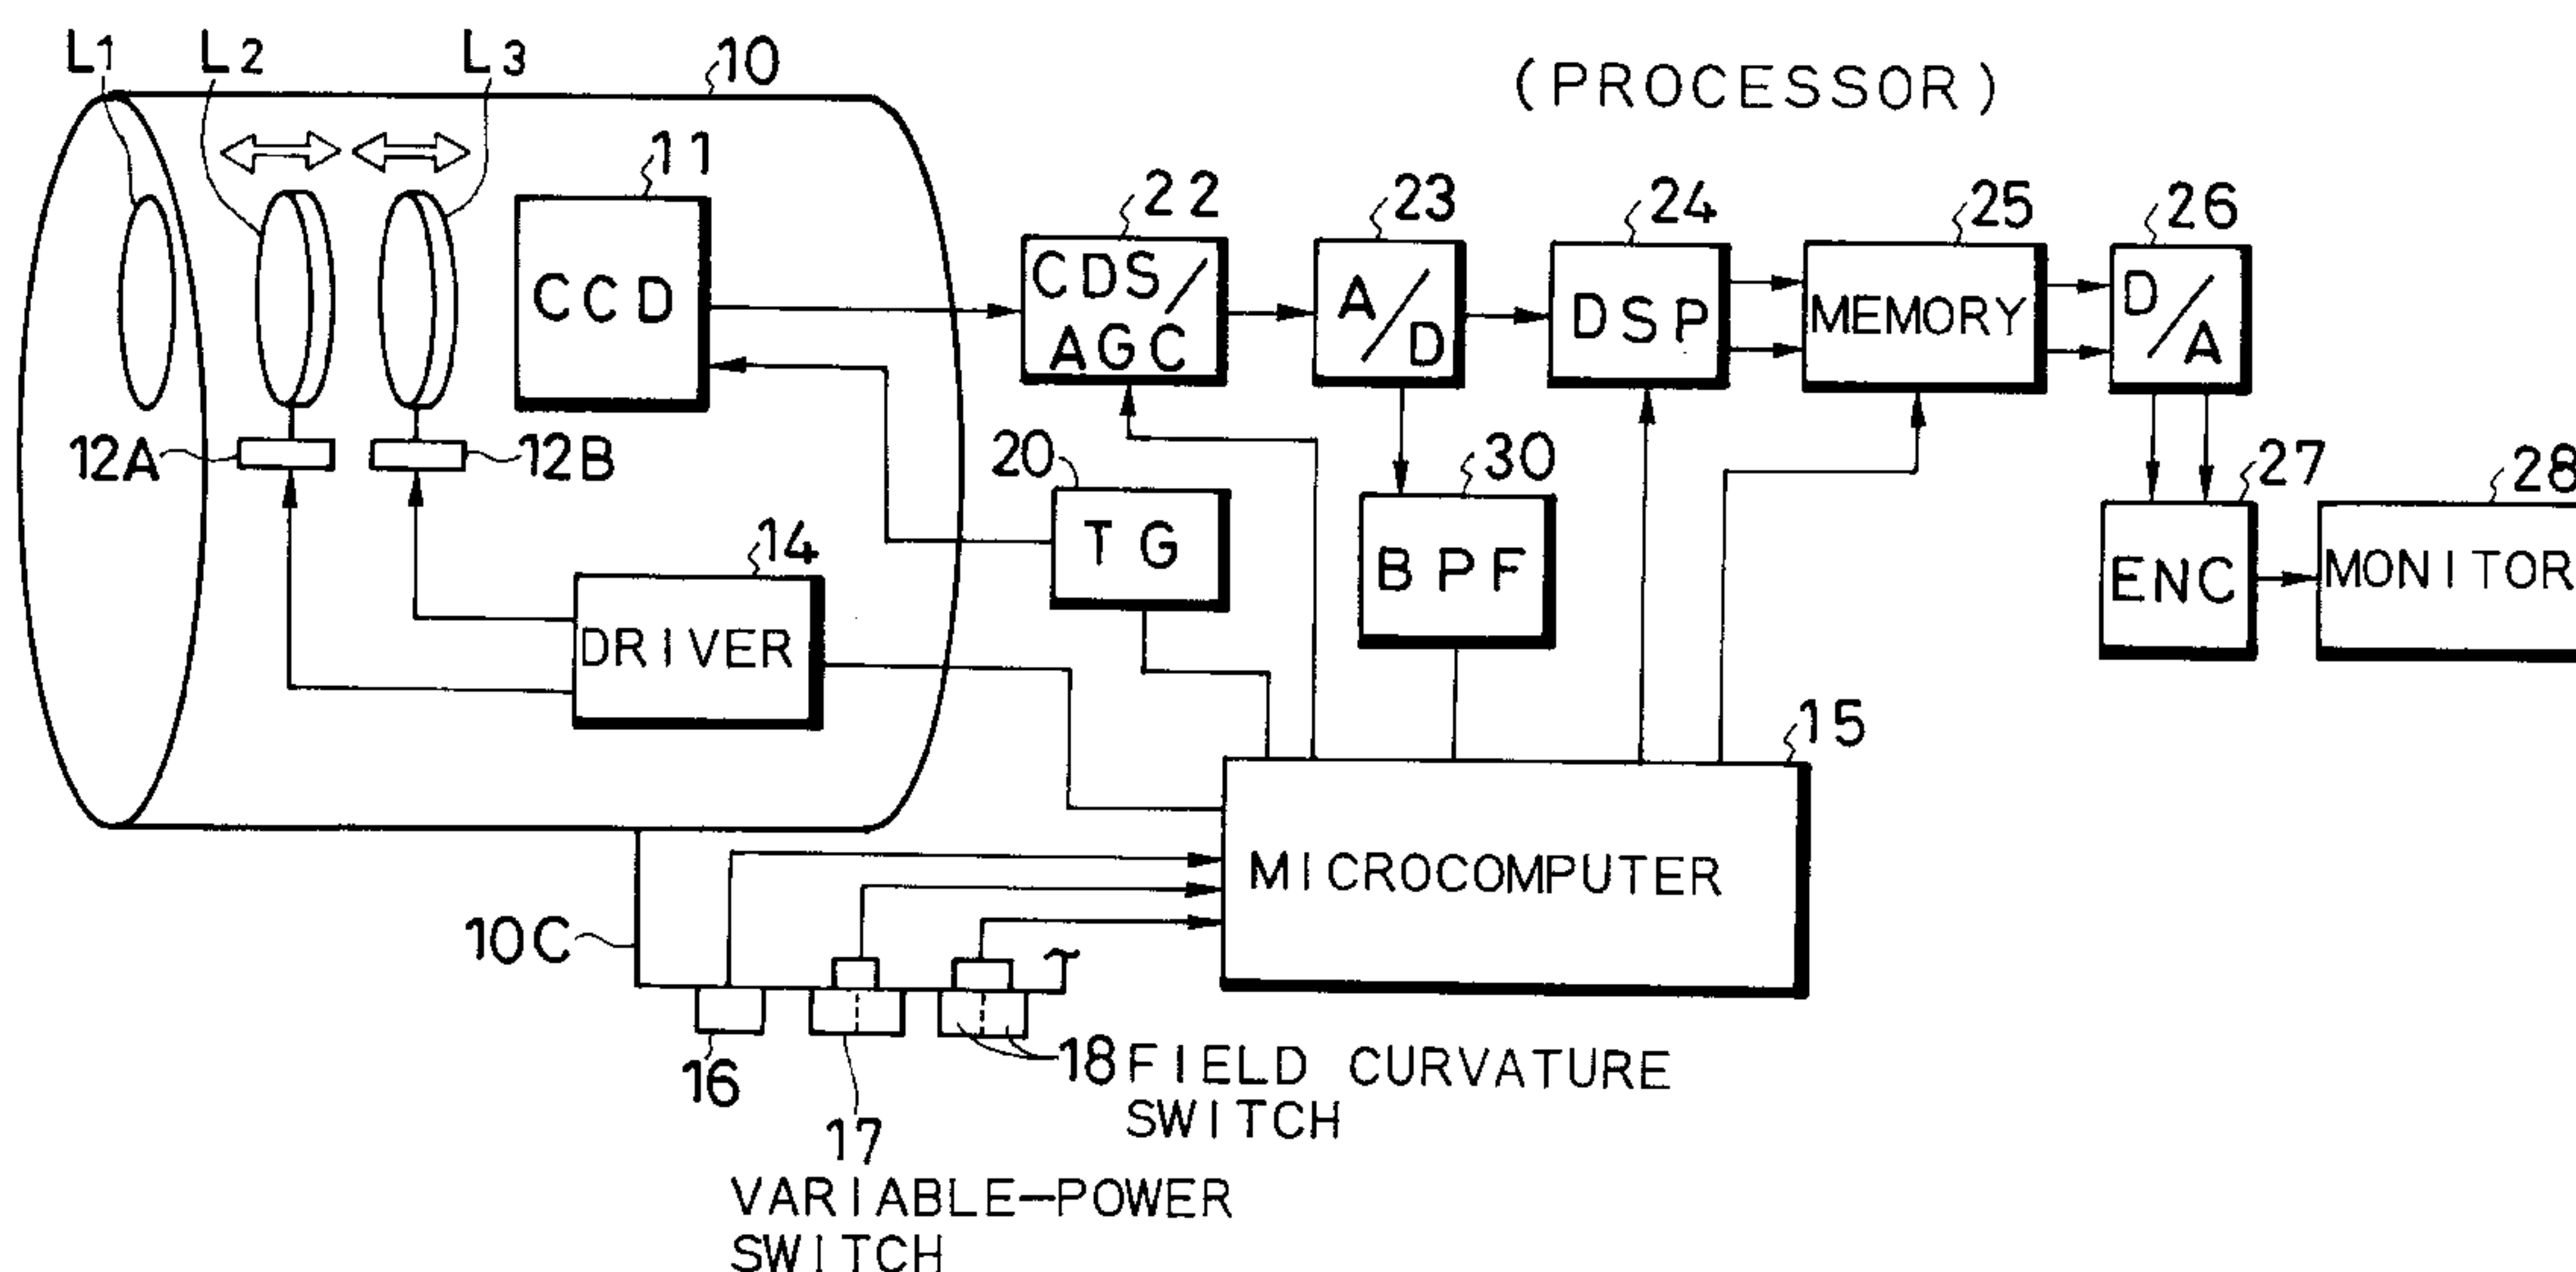 L1 L2 L3 10
(PROCESSOR)
11
22 23 24 25 26
CCD
CDS/
AGC
A/D
DSP
MEMORY
D/A
12A 12B
20
30
27
28
TG
BPF
ENC
MONITOR
14
DRIVER
15
MICROCOMPUTER
10C
16
17
VARIABLE-POWER
SWITCH
18 FIELD CURVATURE
SWITCH